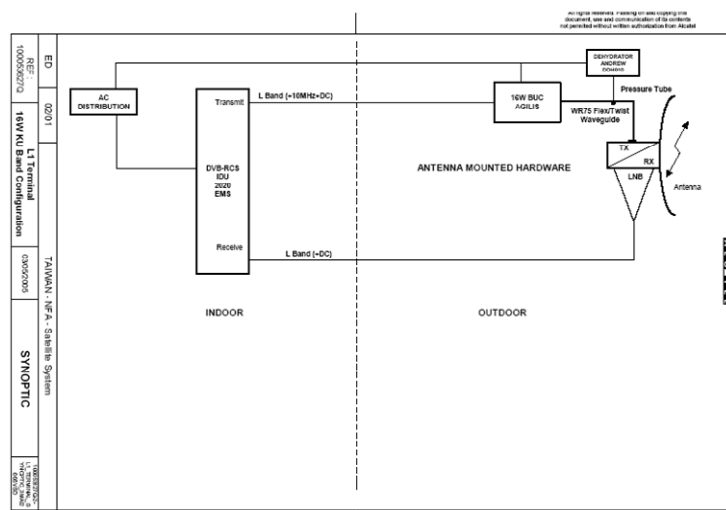 All rights reserved. Passing on and copying this
document, use and communication of its contents
not permitted without written authorization from Alcatel
DEHYDRATOR
ANDREW
Pressure Tube
AC
DISTRIBUTION
Transmit
L Band (+10MHz+DC)
16W BUC
AGILIS
WR75 Flex/Twist
Waveguide
TX
RX
LNB
Antenna
DVB-RCS
IDU
2020
EMS
ANTENNA MOUNTED HARDWARE
Receive
L Band (+DC)
INDOOR
OUTDOOR
ED
02/01
TAIWAN - NFA - Satellite System
REF :
L1 Terminal
16W KU Band Configuration
03/05/2005
SYNOPTIC